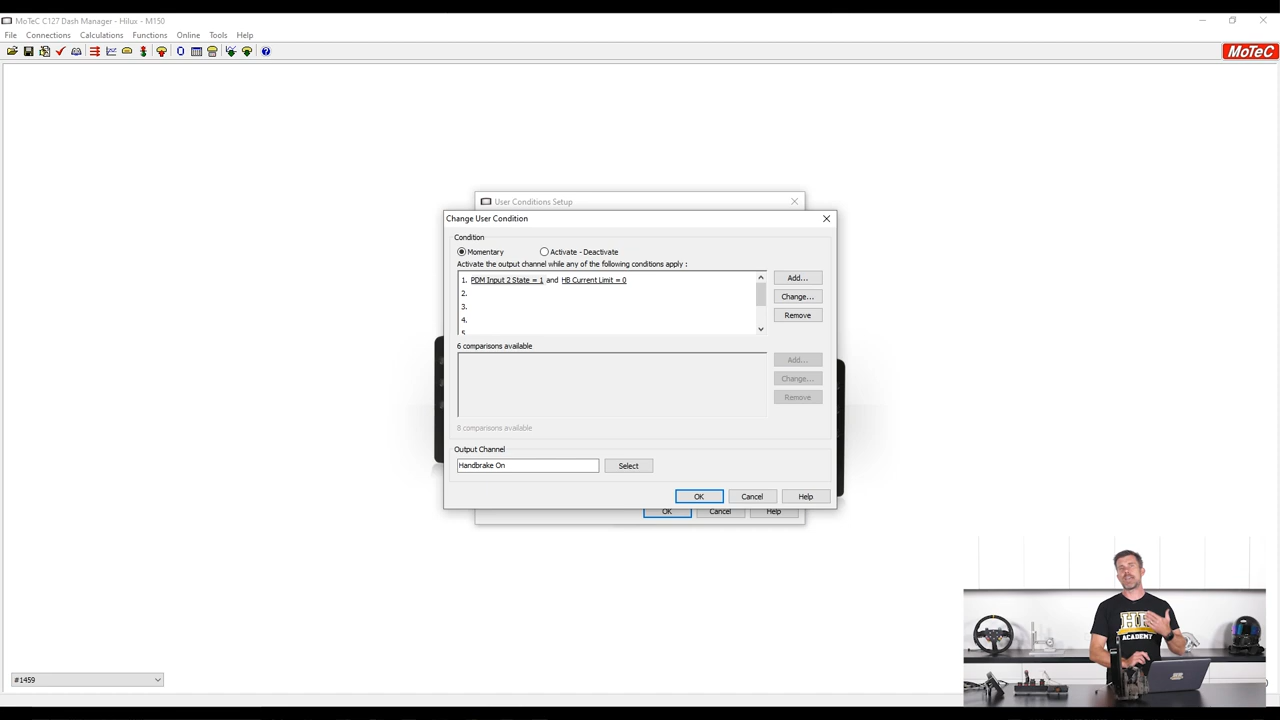 MoTeC C127 Dash Manager - Hilux - M150
File Connections Calculations Functions Online Tools Help
MoTeC
User Conditions Setup
Change User Condition
Condition
Momentary Activate - Deactivate
Activate the output channel while any of the following conditions apply :
1. PDM Input 2 State = 1 and HB Current Limit = 0
2.
3.
4.
5.
Add...
Change...
Remove
6 comparisons available
Add...
Change...
Remove
8 comparisons available
Output Channel
Handbrake On Select
OK Cancel Help
OK Cancel Help
#1459
HP
ACADEMY